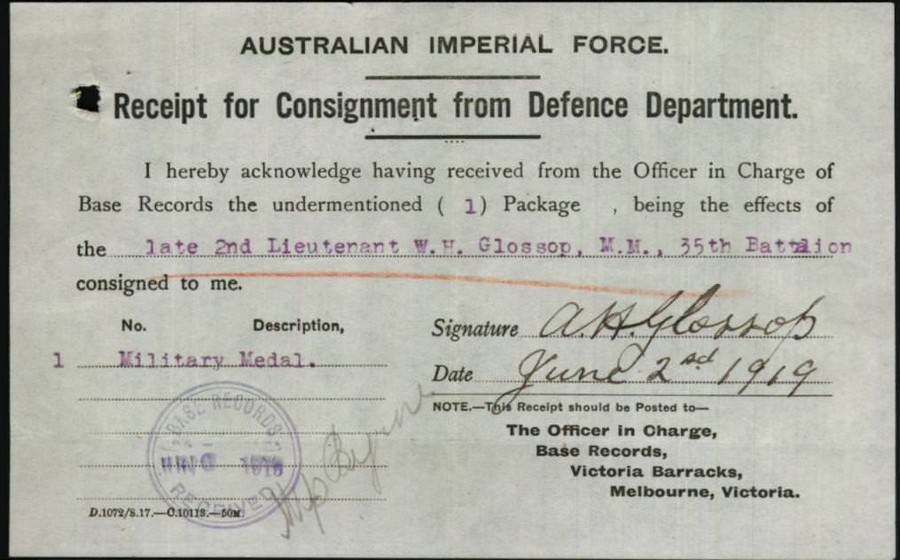 AUSTRALIAN IMPERIAL FORCE.
Receipt for Consignment from Defence Department.
I hereby acknowledge having received from the Officer in Charge of
Base Records the undermentioned ( 1) Package , being the effects of
the late 2nd Lieutenant W.H. Glossop, M.M., 35th Battalion
consigned to me.
No. Description,
1 Military Medal.
Signature A.H. Glossop
Date June 2nd 1919
NOTE.—This Receipt should be Posted to—
The Officer in Charge,
Base Records,
Victoria Barracks,
Melbourne, Victoria.
BASE RECORDS
1919
RECEIVED
D.1072/8.17.—C.10113.—50M.